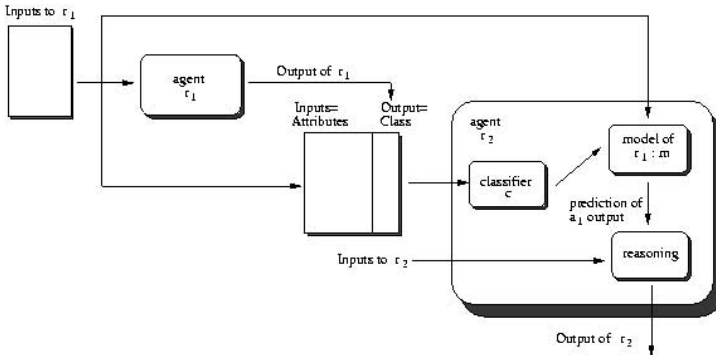 Inputs to r1
agent
r1
Output of r1
Inputs=
Attributes
Output=
Class
agent
r2
model of
r1 : m
classifier
c
prediction of
a1 output
Inputs to r2
reasoning
Output of r2